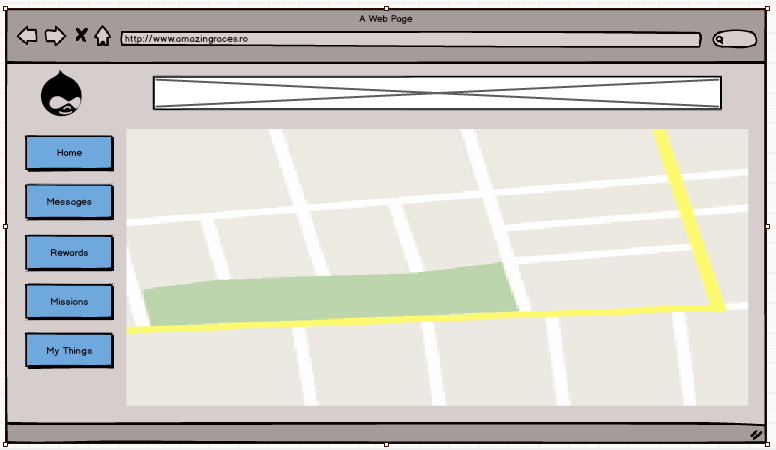 A Web Page
http://www.amazingraces.ro
Home
Messages
Rewards
Missions
My Things